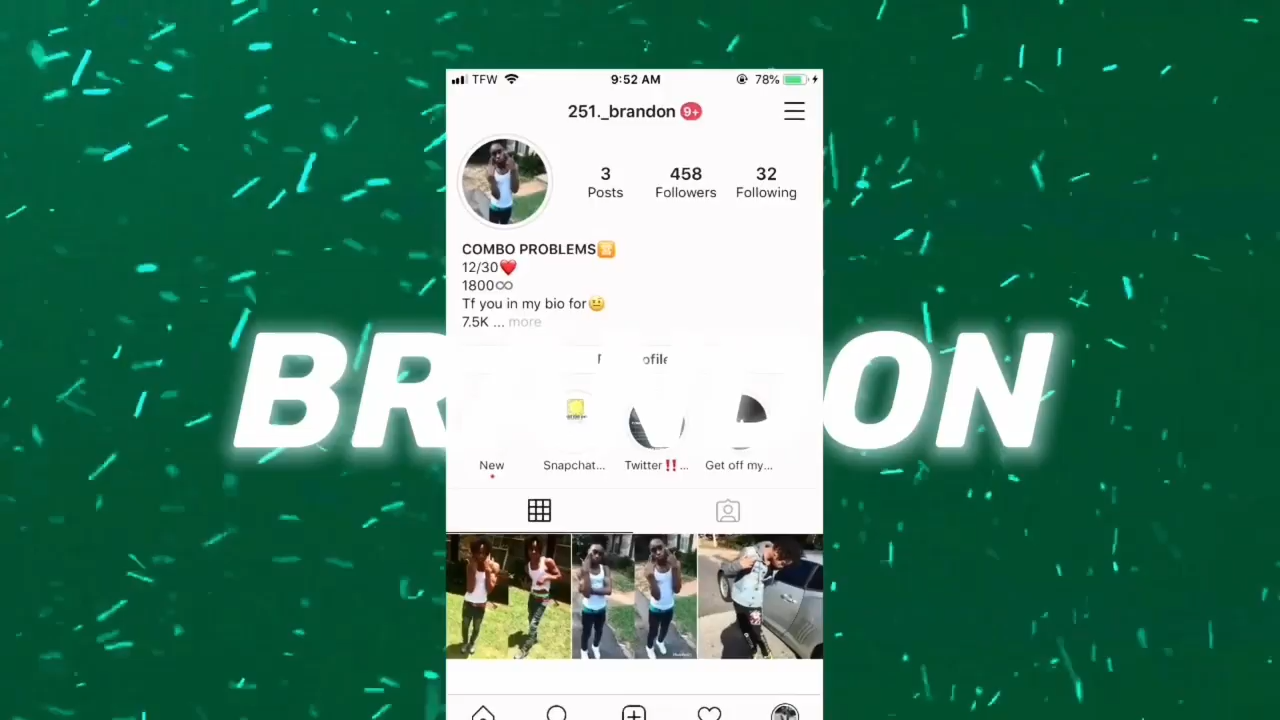 TFW 9:52 AM 78%
251._brandon 9+
3 458 32
Posts Followers Following
COMBO PROBLEMS
12/30❤️
1800∞
Tf you in my bio for😐
7.5K ... more
BRANDON
New Snapchat... Twitter‼️... Get off my...